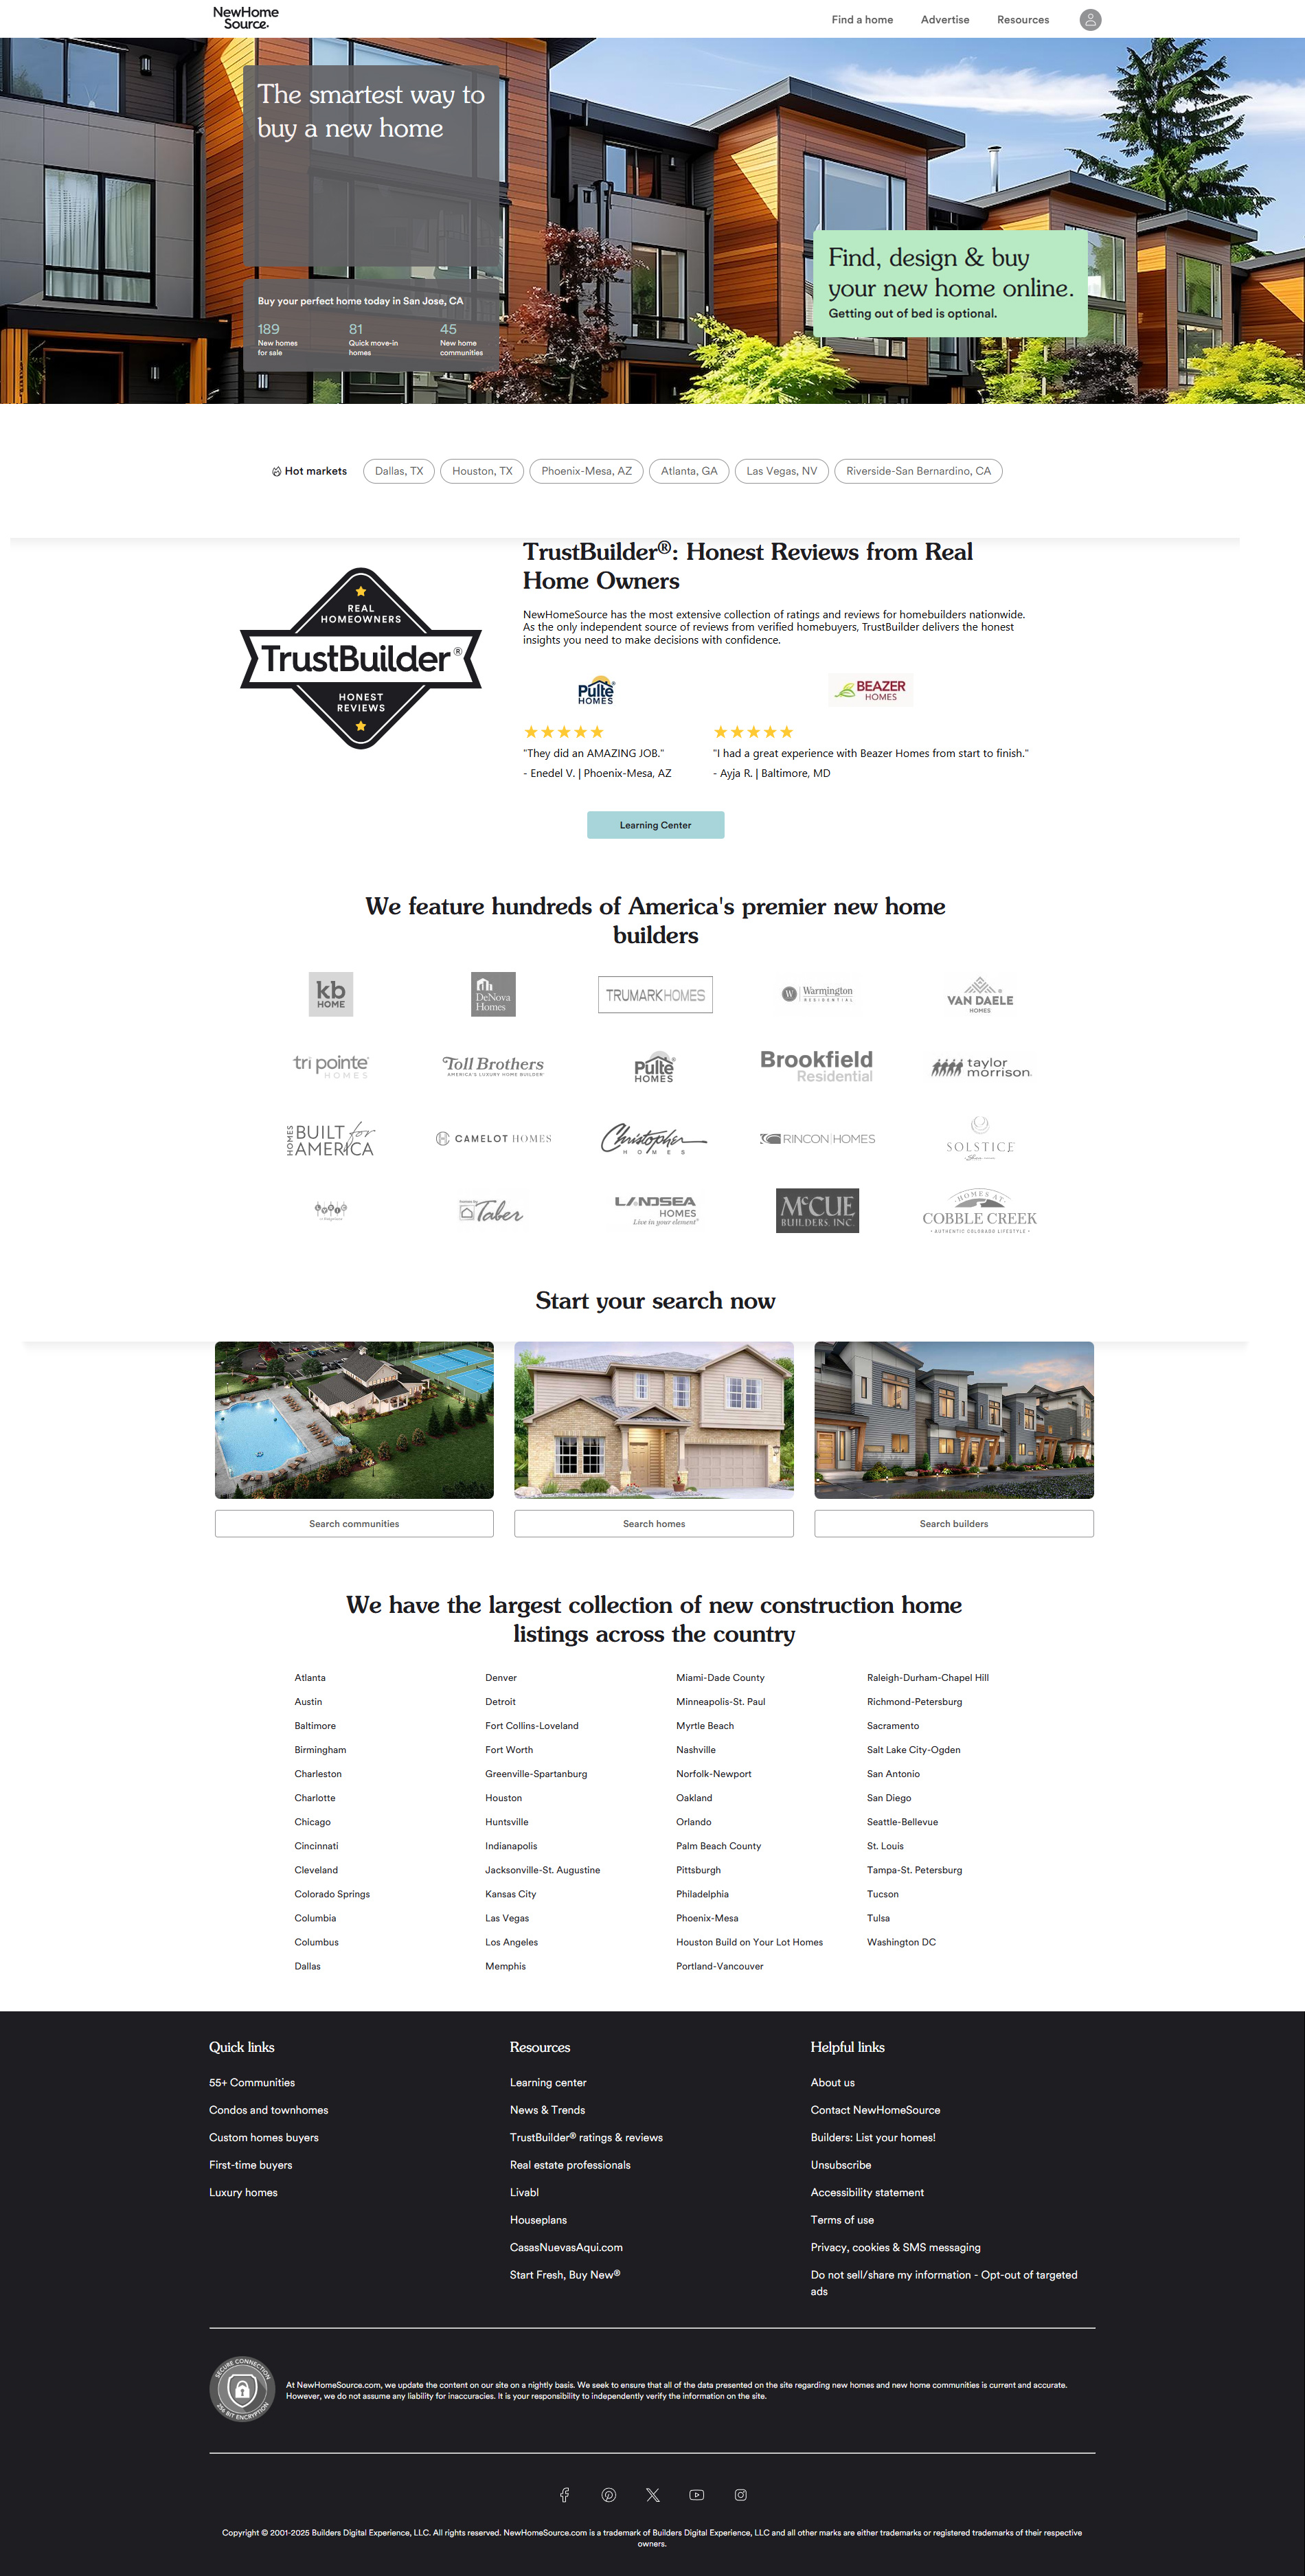 NewHome
Source.
Find a home
Advertise
Resources
The smartest way to
buy a new home
Buy your perfect home today in San Jose, CA
189
81
45
New homes
for sale
Quick move-in
homes
New home
communities
Find, design & buy
your new home online.
Getting out of bed is optional.
Hot markets
Dallas, TX
Houston, TX
Phoenix-Mesa, AZ
Atlanta, GA
Las Vegas, NV
Riverside-San Bernardino, CA
REAL
HOMEOWNERS
TrustBuilder®
HONEST
REVIEWS
TrustBuilder®: Honest Reviews from Real
Home Owners
NewHomeSource has the most extensive collection of ratings and reviews for homebuilders nationwide.
As the only independent source of reviews from verified homebuyers, TrustBuilder delivers the honest
insights you need to make decisions with confidence.
Pulte
HOMES
BEAZER
HOMES
"They did an AMAZING JOB."
- Enedel V. | Phoenix-Mesa, AZ
"I had a great experience with Beazer Homes from start to finish."
- Ayja R. | Baltimore, MD
Learning Center
We feature hundreds of America's premier new home
builders
kb
HOME
DeNova
Homes
TRUMARKHOMES
W Warmington
RESIDENTIAL
VAN DAELE
HOMES
tri pointe
HOMES
Toll Brothers
AMERICA'S LUXURY HOME BUILDER
Pulte
HOMES
Brookfield
Residential
taylor
morrison.
HOMES BUILT for
AMERICA
CAMELOT HOMES
Christopher
HOMES
RINCON HOMES
SOLSTICE
Taber
LANDSEA
HOMES
Live in your element®
McCUE
BUILDERS, INC.
HOMES AT
COBBLE CREEK
• AUTHENTIC COLORADO LIFESTYLE •
Start your search now
Search communities
Search homes
Search builders
We have the largest collection of new construction home
listings across the country
Atlanta
Austin
Baltimore
Birmingham
Charleston
Charlotte
Chicago
Cincinnati
Cleveland
Colorado Springs
Columbia
Columbus
Dallas
Denver
Detroit
Fort Collins-Loveland
Fort Worth
Greenville-Spartanburg
Houston
Huntsville
Indianapolis
Jacksonville-St. Augustine
Kansas City
Las Vegas
Los Angeles
Memphis
Miami-Dade County
Minneapolis-St. Paul
Myrtle Beach
Nashville
Norfolk-Newport
Oakland
Orlando
Palm Beach County
Pittsburgh
Philadelphia
Phoenix-Mesa
Houston Build on Your Lot Homes
Portland-Vancouver
Raleigh-Durham-Chapel Hill
Richmond-Petersburg
Sacramento
Salt Lake City-Ogden
San Antonio
San Diego
Seattle-Bellevue
St. Louis
Tampa-St. Petersburg
Tucson
Tulsa
Washington DC
Quick links
55+ Communities
Condos and townhomes
Custom homes buyers
First-time buyers
Luxury homes
Resources
Learning center
News & Trends
TrustBuilder® ratings & reviews
Real estate professionals
Livabl
Houseplans
CasasNuevasAqui.com
Start Fresh, Buy New®
Helpful links
About us
Contact NewHomeSource
Builders: List your homes!
Unsubscribe
Accessibility statement
Terms of use
Privacy, cookies & SMS messaging
Do not sell/share my information - Opt-out of targeted
ads
SECURE CONNECTION
256 BIT ENCRYPTION
At NewHomeSource.com, we update the content on our site on a nightly basis. We seek to ensure that all of the data presented on the site regarding new homes and new home communities is current and accurate.
However, we do not assume any liability for inaccuracies. It is your responsibility to independently verify the information on the site.
Copyright © 2001-2025 Builders Digital Experience, LLC. All rights reserved. NewHomeSource.com is a trademark of Builders Digital Experience, LLC and all other marks are either trademarks or registered trademarks of their respective
owners.